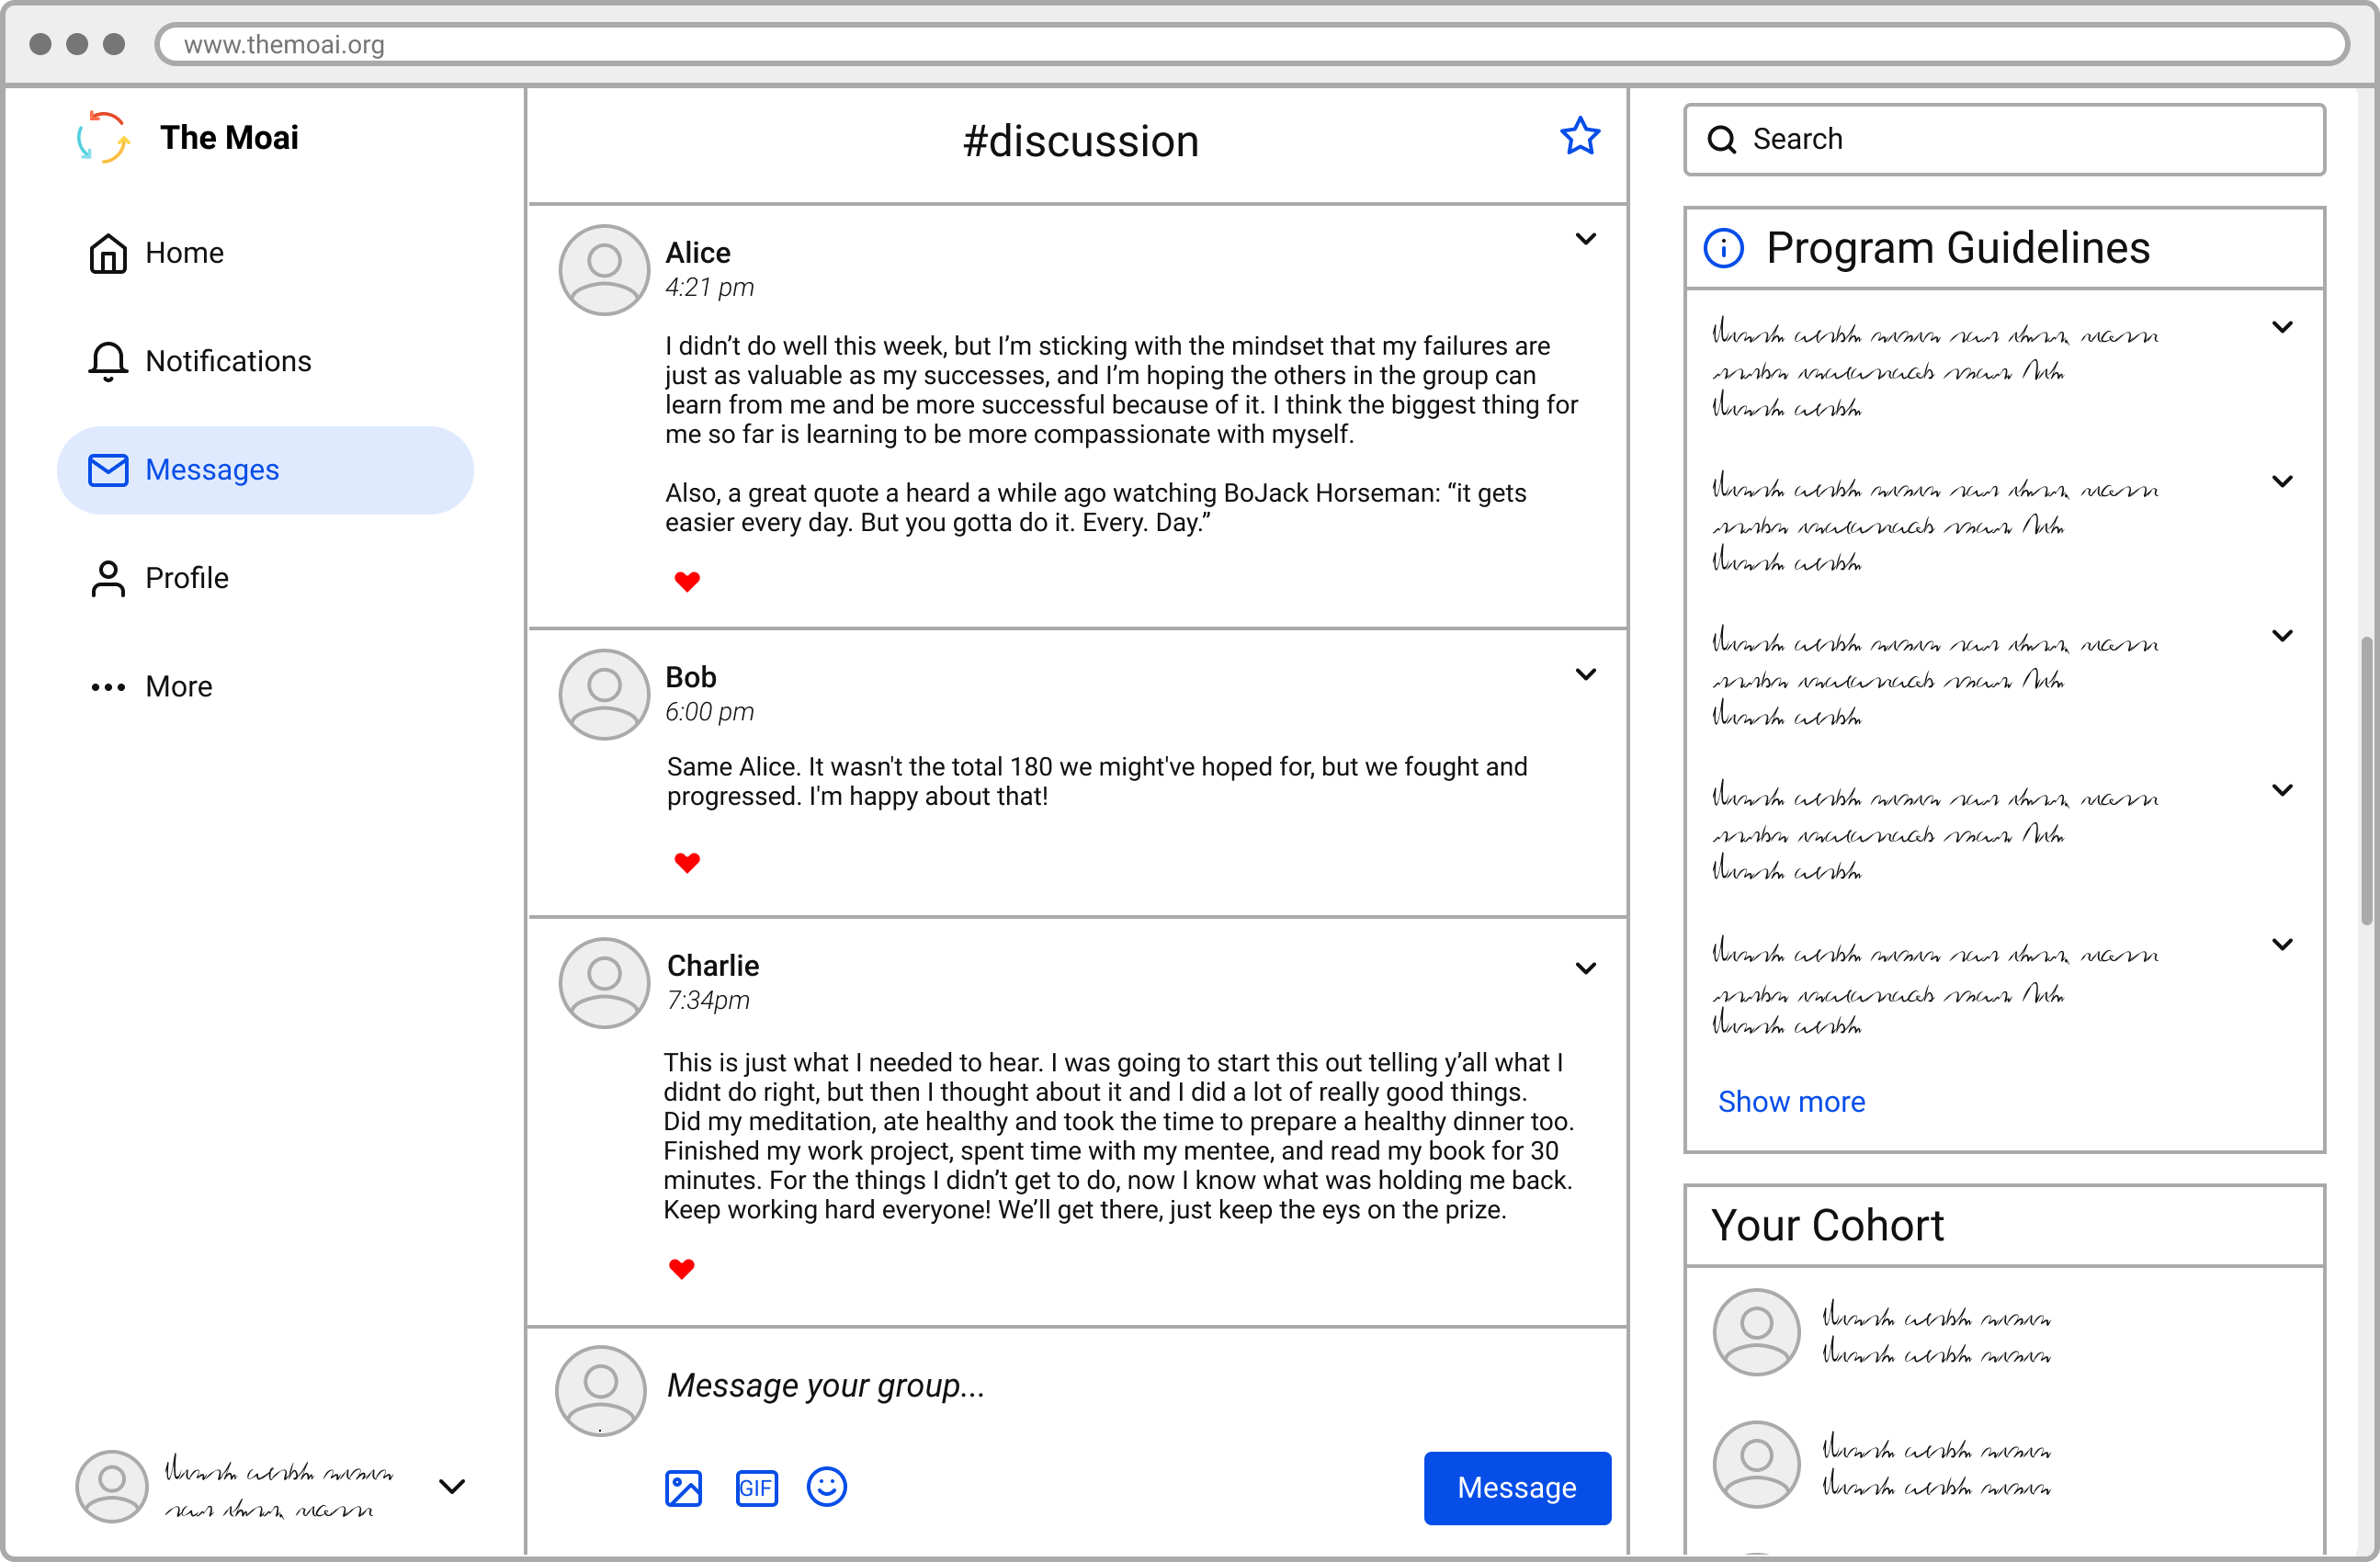 www.themoai.org
The Moai
Home
Notifications
Messages
Profile
More
#discussion
Alice
4:21 pm
I didn’t do well this week, but I’m sticking with the mindset that my failures are
just as valuable as my successes, and I’m hoping the others in the group can
learn from me and be more successful because of it. I think the biggest thing for
me so far is learning to be more compassionate with myself.
Also, a great quote a heard a while ago watching BoJack Horseman: “it gets
easier every day. But you gotta do it. Every. Day.”
Bob
6:00 pm
Same Alice. It wasn't the total 180 we might've hoped for, but we fought and
progressed. I'm happy about that!
Charlie
7:34pm
This is just what I needed to hear. I was going to start this out telling y’all what I
didnt do right, but then I thought about it and I did a lot of really good things.
Did my meditation, ate healthy and took the time to prepare a healthy dinner too.
Finished my work project, spent time with my mentee, and read my book for 30
minutes. For the things I didn’t get to do, now I know what was holding me back.
Keep working hard everyone! We’ll get there, just keep the eys on the prize.
Message your group...
GIF
Message
Search
Program Guidelines
Show more
Your Cohort